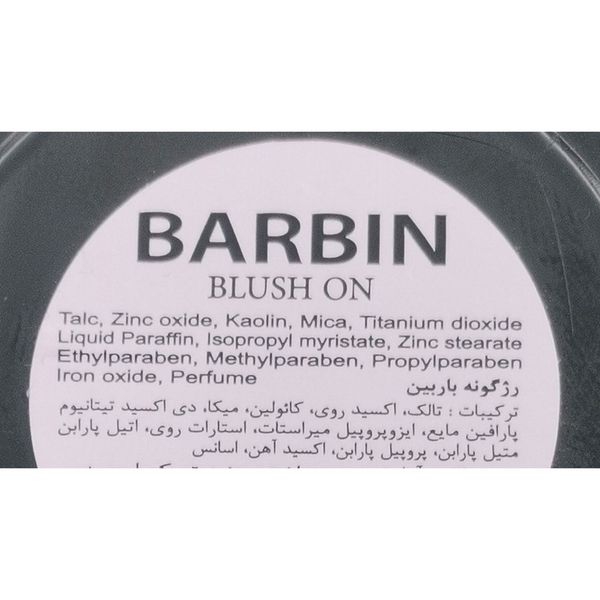 BARBIN
BLUSH ON
Talc, Zinc oxide, Kaolin, Mica, Titanium dioxide
Liquid Paraffin, Isopropyl myristate, Zinc stearate
Ethylparaben, Methylparaben, Propylparaben
Iron oxide, Perfume
رژگونه باربین
ترکیبات : تالک، اکسید روی، کائولین، میکا، دی اکسید تیتانیوم
پارافین مایع، ایزوپروپیل میراستات، استارات روی، اتیل پارابن
متیل پارابن، پروپیل پارابن، اکسید آهن، اسانس